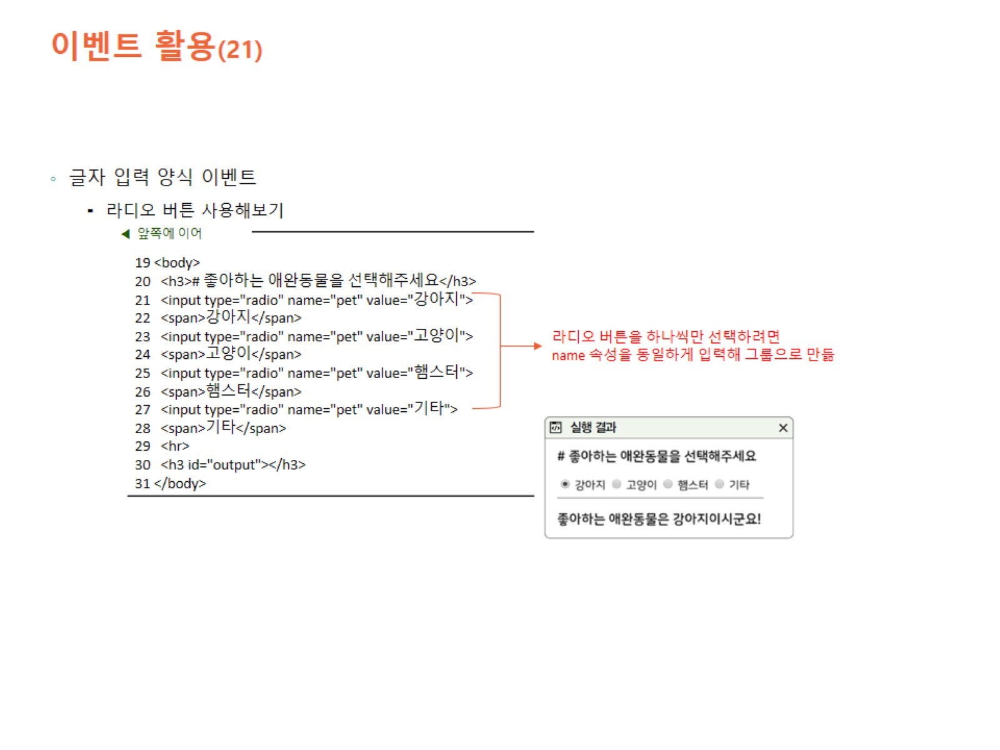 이벤트 활용(21)
◦ 글자 입력 양식 이벤트
▪ 라디오 버튼 사용해보기
◀ 앞쪽에 이어
19 <body>
20 <h3># 좋아하는 애완동물을 선택해주세요</h3>
21 <input type="radio" name="pet" value="강아지">
22 <span>강아지</span>
23 <input type="radio" name="pet" value="고양이">
24 <span>고양이</span>
25 <input type="radio" name="pet" value="햄스터">
26 <span>햄스터</span>
27 <input type="radio" name="pet" value="기타">
28 <span>기타</span>
29 <hr>
30 <h3 id="output"></h3>
31 </body>
라디오 버튼을 하나씩만 선택하려면
name 속성을 동일하게 입력해 그룹으로 만듦
실행 결과
# 좋아하는 애완동물을 선택해주세요
강아지 고양이 햄스터 기타
좋아하는 애완동물은 강아지이시군요!